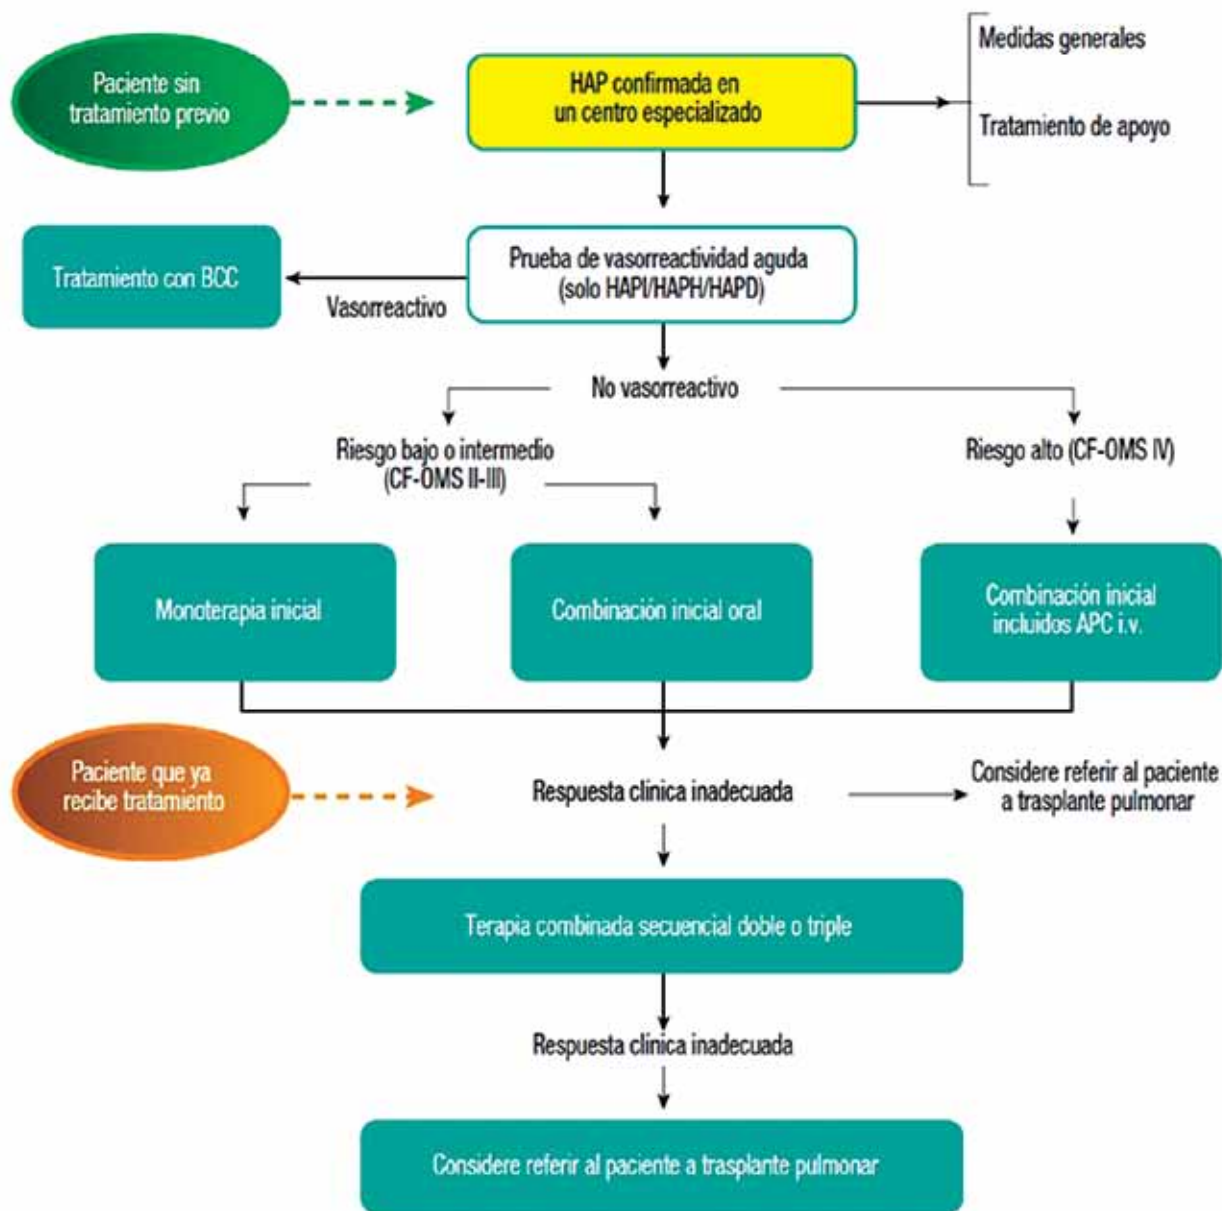 Paciente sin
tratamiento previo
HAP confirmada en
un centro especializado
Medidas generales
Tratamiento de apoyo
Tratamiento con BCC
Vasorreactivo
Prueba de vasorreactividad aguda
(solo HAPI/HAPH/HAPD)
No vasorreactivo
Riesgo bajo o intermedio
(CF-OMS II-III)
Riesgo alto (CF-OMS IV)
Monoterapia inicial
Combinación inicial oral
Combinación inicial
incluidos APC i.v.
Paciente que ya
recibe tratamiento
Respuesta clínica inadecuada
Considere referir al paciente
a trasplante pulmonar
Terapia combinada secuencial doble o triple
Respuesta clínica inadecuada
Considere referir al paciente a trasplante pulmonar